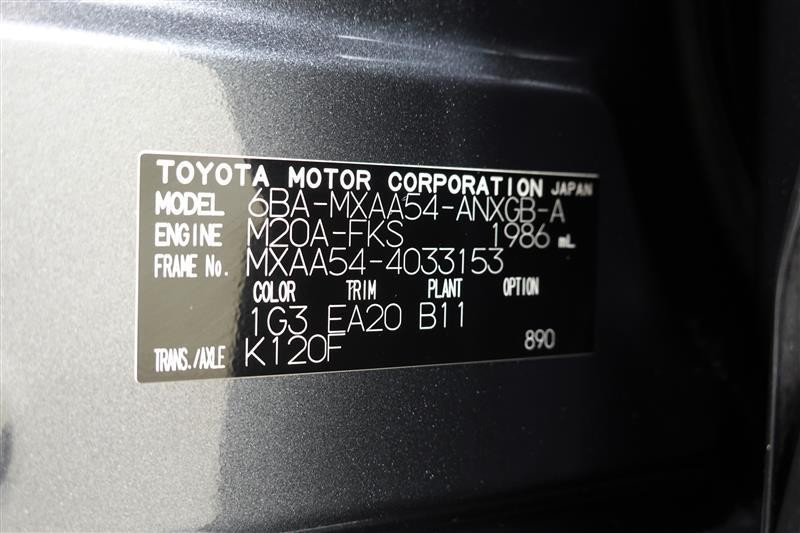 TOYOTA MOTOR CORPORATION JAPAN
MODEL 6BA-MXAA54-ANXGB-A
ENGINE M20A-FKS 1986 mL
FRAME No. MXAA54-4033153
COLOR TRIM PLANT OPTION
1G3 EA20 B11
TRANS./AXLE K120F 890